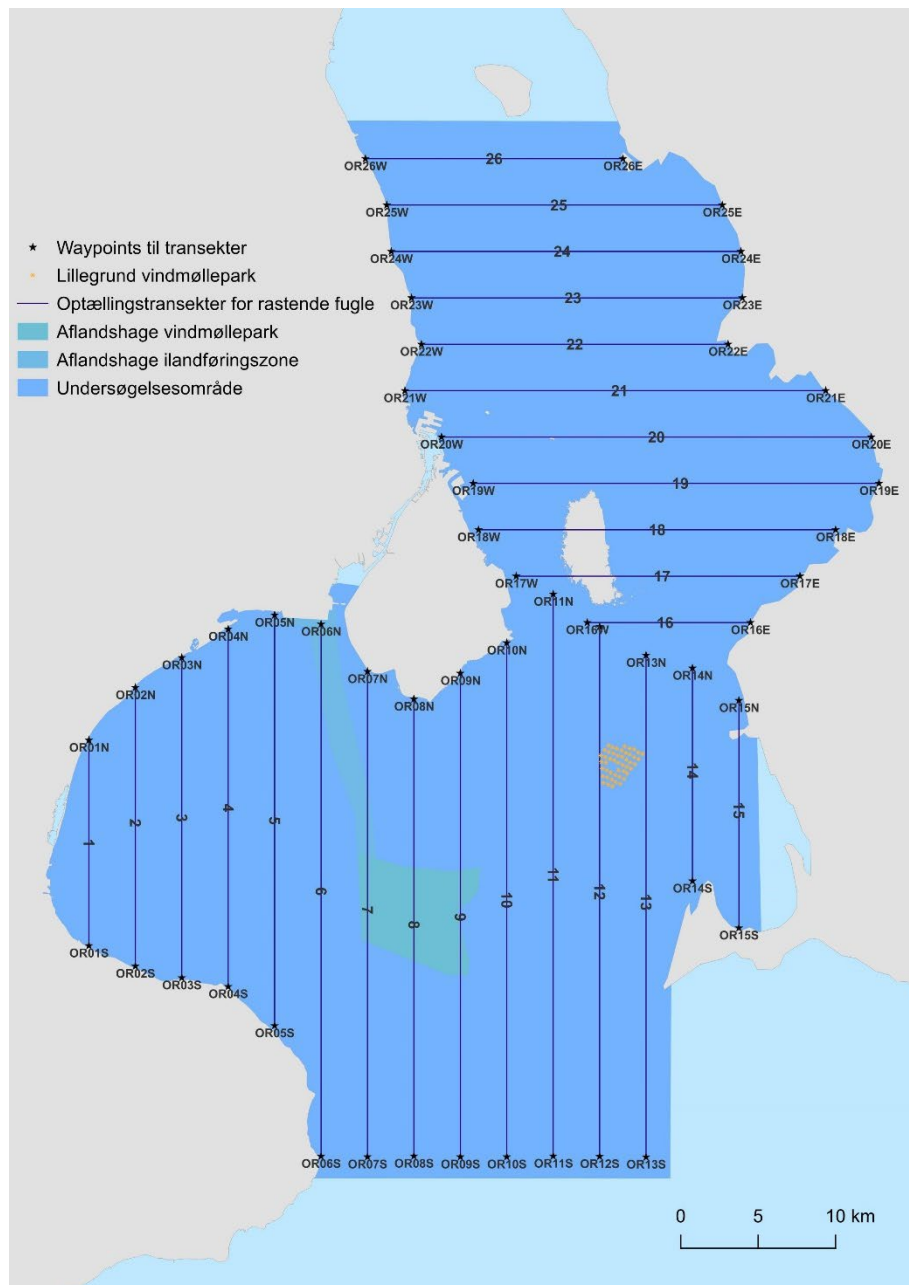 26
OR26W
OR26E
25
OR25W
OR25E
24
OR24W
OR24E
23
OR23W
OR23E
22
OR22W
OR22E
21
OR21W
OR21E
20
OR20W
OR20E
19
OR19W
OR19E
18
OR18W
OR18E
17
OR17W
OR17E
16
OR16W
OR16E
Waypoints til transekter
Lillegrund vindmøllepark
Optællingstransekter for rastende fugle
Aflandshage vindmøllepark
Aflandshage ilandføringszone
Undersøgelsesområde
OR01N
OR02N
OR03N
OR04N
OR05N
OR06N
OR07N
OR08N
OR09N
OR10N
OR11N
OR13N
OR14N
OR15N
1
2
3
4
5
6
7
8
9
10
11
12
13
14
15
OR01S
OR02S
OR03S
OR04S
OR05S
OR06S
OR07S
OR08S
OR09S
OR10S
OR11S
OR12S
OR13S
OR14S
OR15S
0 5 10 km